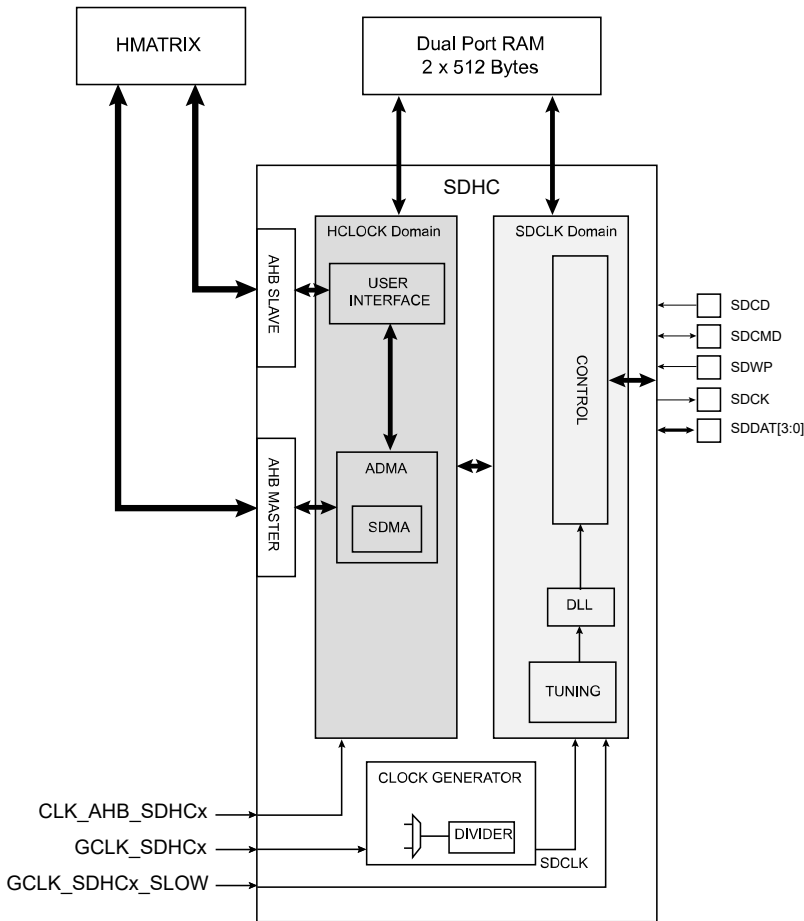 HMATRIX
Dual Port RAM
2 x 512 Bytes
SDHC
HCLOCK Domain
SDCLK Domain
AHB SLAVE
USER
INTERFACE
CONTROL
SDCD
SDCMD
SDWP
SDCK
SDDAT[3:0]
AHB MASTER
ADMA
SDMA
DLL
TUNING
CLOCK GENERATOR
DIVIDER
SDCLK
CLK_AHB_SDHCx
GCLK_SDHCx
GCLK_SDHCx_SLOW